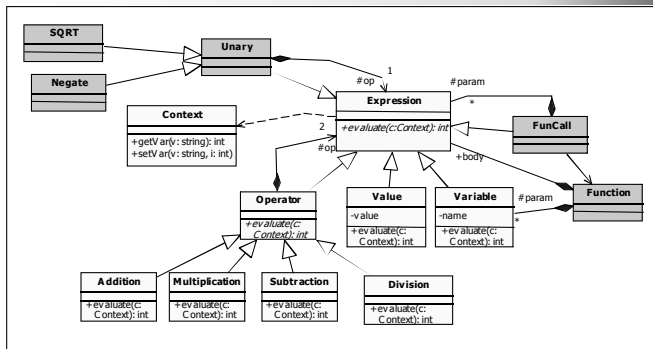 SQRT
Unary
Negate
1
#op
#param
*
Context
+getVar(v: string): int
+setVar(v: string, i: int)
Expression
+evaluate(c:Context): int
FunCall
2
#op
+body
Operator
+evaluate(c:
Context): int
Value
-value
+evaluate(c:
Context): int
Variable
-name
+evaluate(c:
Context): int
#param
*
Function
Addition
+evaluate(c:
Context): int
Multiplication
+evaluate(c:
Context): int
Subtraction
+evaluate(c:
Context): int
Division
+evaluate(c:
Context): int